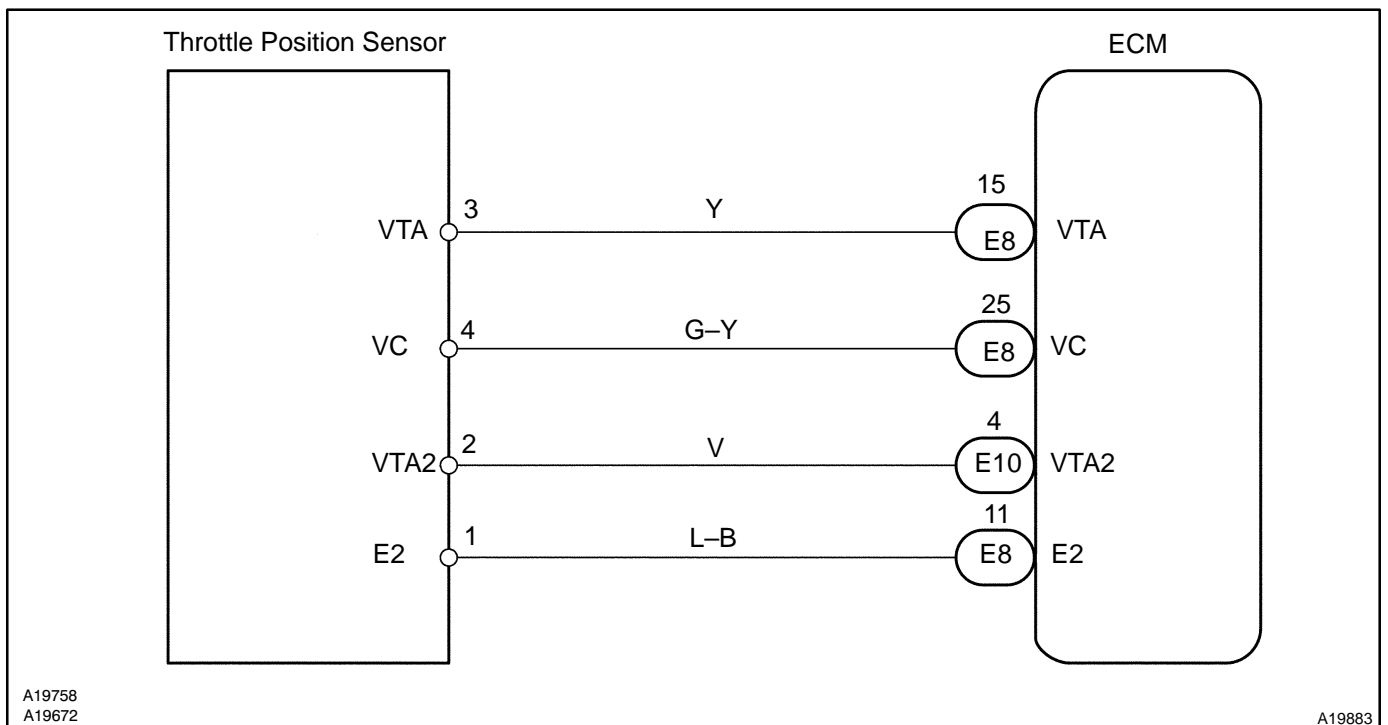 Throttle Position Sensor
ECM
VTA 3 Y 15 E8 VTA
VC 4 G–Y 25 E8 VC
VTA2 2 V 4 E10 VTA2
E2 1 L–B 11 E8 E2
A19758
A19672
A19883